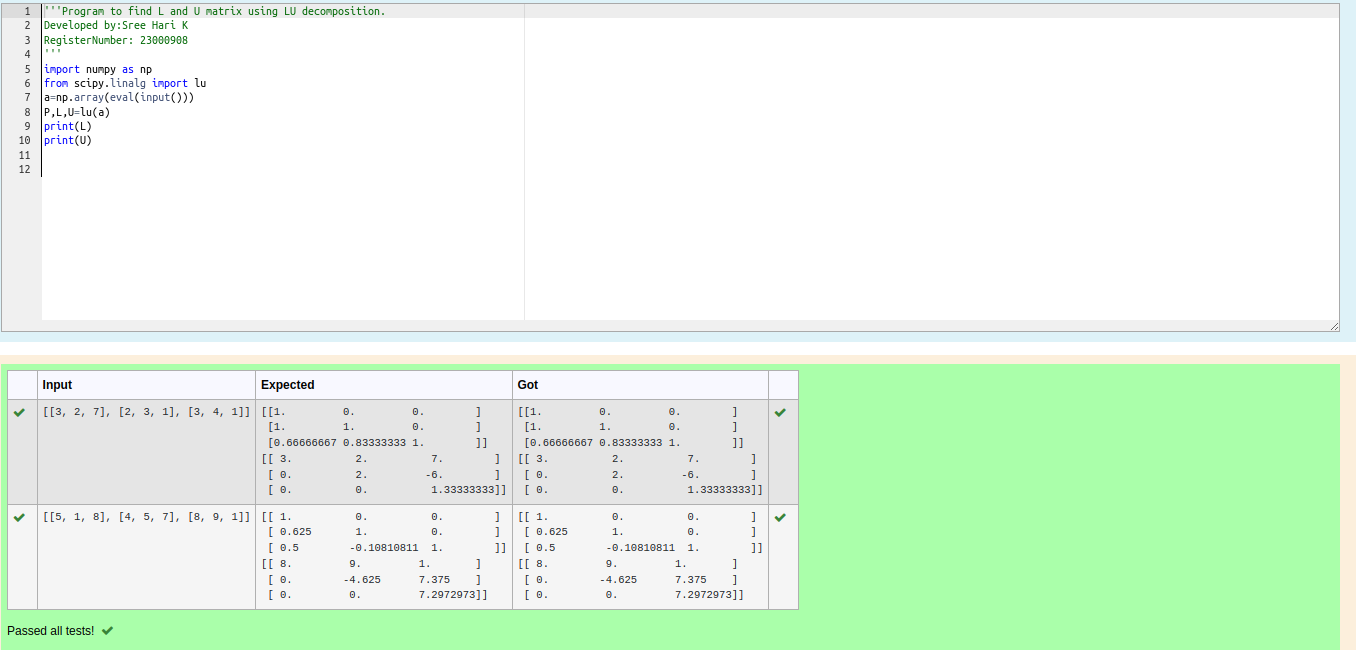 1 '''Program to find L and U matrix using LU decomposition.
2 Developed by:Sree Hari K
3 RegisterNumber: 23000908
4 '''
5 import numpy as np
6 from scipy.linalg import lu
7 a=np.array(eval(input()))
8 P,L,U=lu(a)
9 print(L)
10 print(U)
11
12
Input Expected Got
[[3, 2, 7], [2, 3, 1], [3, 4, 1]] [[1. 0. 0. ] [[1. 0. 0. ]
[1. 1. 0. ] [1. 1. 0. ]
[0.66666667 0.83333333 1. ]] [0.66666667 0.83333333 1. ]]
[[ 3. 2. 7. ] [[ 3. 2. 7. ]
[ 0. 2. -6. ] [ 0. 2. -6. ]
[ 0. 0. 1.33333333]] [ 0. 0. 1.33333333]]
[[5, 1, 8], [4, 5, 7], [8, 9, 1]] [[ 1. 0. 0. ] [[ 1. 0. 0. ]
[ 0.625 1. 0. ] [ 0.625 1. 0. ]
[ 0.5 -0.10810811 1. ]] [ 0.5 -0.10810811 1. ]]
[[ 8. 9. 1. ] [[ 8. 9. 1. ]
[ 0. -4.625 7.375 ] [ 0. -4.625 7.375 ]
[ 0. 0. 7.2972973]] [ 0. 0. 7.2972973]]
Passed all tests!